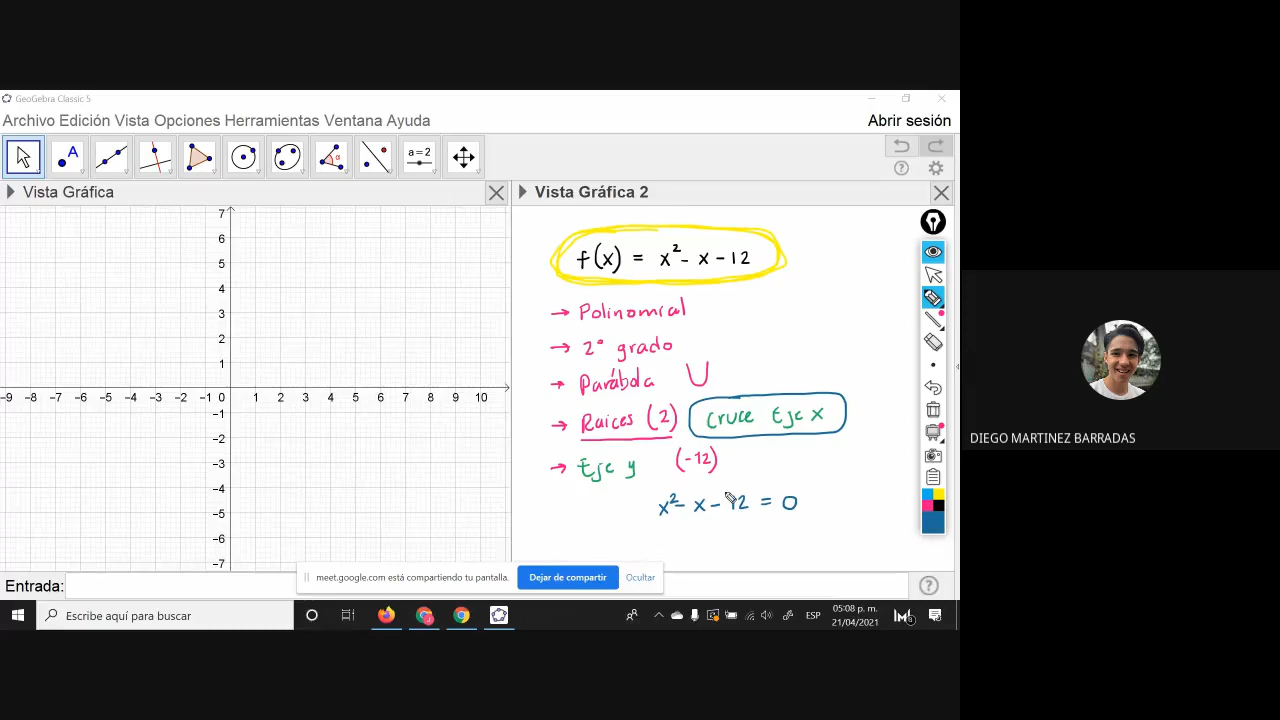 GeoGebra Classic 5
Archivo Edición Vista Opciones Herramientas Ventana Ayuda
Abrir sesión
A
α
a=2
Vista Gráfica
Vista Gráfica 2
7
6
5
4
3
2
1
-9 -8 -7 -6 -5 -4 -3 -2 -1 0 1 2 3 4 5 6 7 8 9 10
-1
-2
-3
-4
-5
-6
-7
f(x) = x²- x - 12
→ Polinomial
→ 2° grado
→ Parábola U
→ Raices (2) Cruce Eje x
→ Eje y (-12)
x²- x - 12 = 0
DIEGO MARTINEZ BARRADAS
meet.google.com está compartiendo tu pantalla.
Dejar de compartir
Ocultar
Entrada:
Escribe aquí para buscar
ESP
05:08 p. m.
21/04/2021